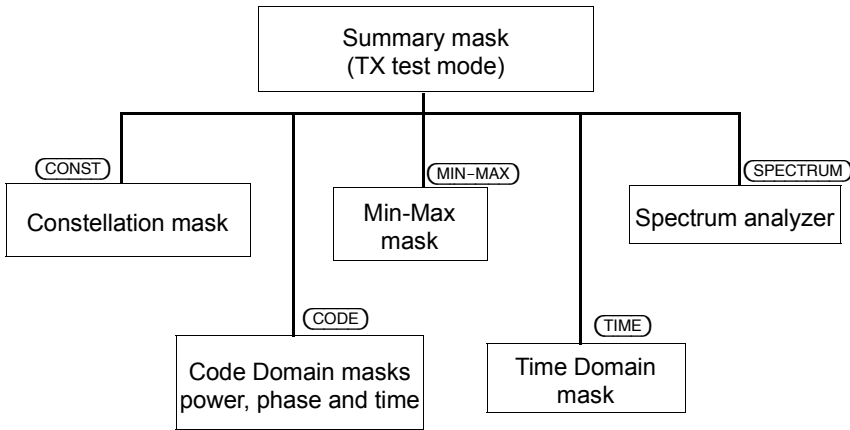 Summary mask
(TX test mode)
CONST
MIN-MAX
SPECTRUM
Constellation mask
Min-Max
mask
Spectrum analyzer
CODE
TIME
Code Domain masks
power, phase and time
Time Domain
mask